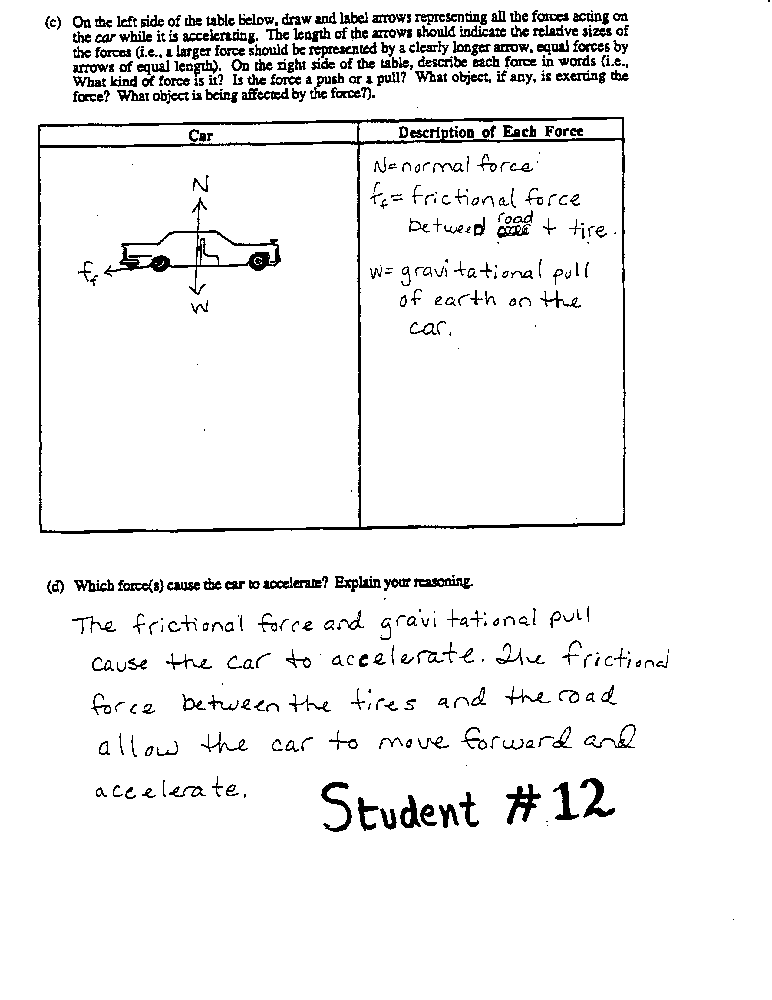 (c) On the left side of the table below, draw and label arrows representing all the forces acting on
the car while it is accelerating. The length of the arrows should indicate the relative sizes of
the forces (i.e., a larger force should be represented by a clearly longer arrow, equal forces by
arrows of equal length). On the right side of the table, describe each force in words (i.e.,
What kind of force is it? Is the force a push or a pull? What object, if any, is exerting the
force? What object is being affected by the force?).
Car
Description of Each Force
N
f_f
W
N= normal force
f_f = frictional force
between road + tire.
W= gravitational pull
of earth on the
car.
(d) Which force(s) cause the car to accelerate? Explain your reasoning.
The frictional force and gravitational pull
cause the car to accelerate. The frictional
force between the tires and the road
allow the car to move forward and
accelerate.
Student #12